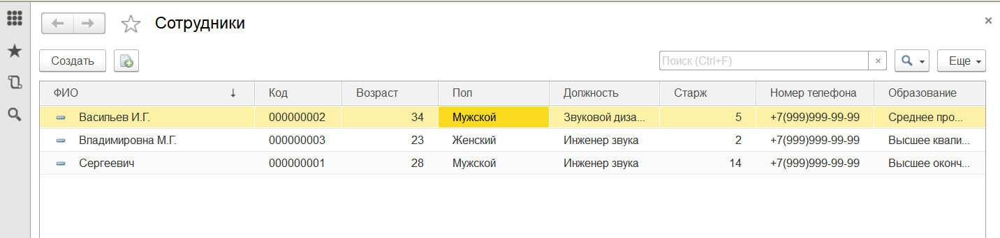 Сотрудники
Создать Поиск (Ctrl+F) × Еще
ФИО ↓ Код Возраст Пол Должность Старж Номер телефона Образование
Васильев И.Г. 000000002 34 Мужской Звуковой диза... 5 +7(999)999-99-99 Среднее про...
Владимировна М.Г. 000000003 23 Женский Инженер звука 2 +7(999)999-99-99 Высшее квали...
Сергеевич 000000001 28 Мужской Инженер звука 14 +7(999)999-99-99 Высшее оконч...